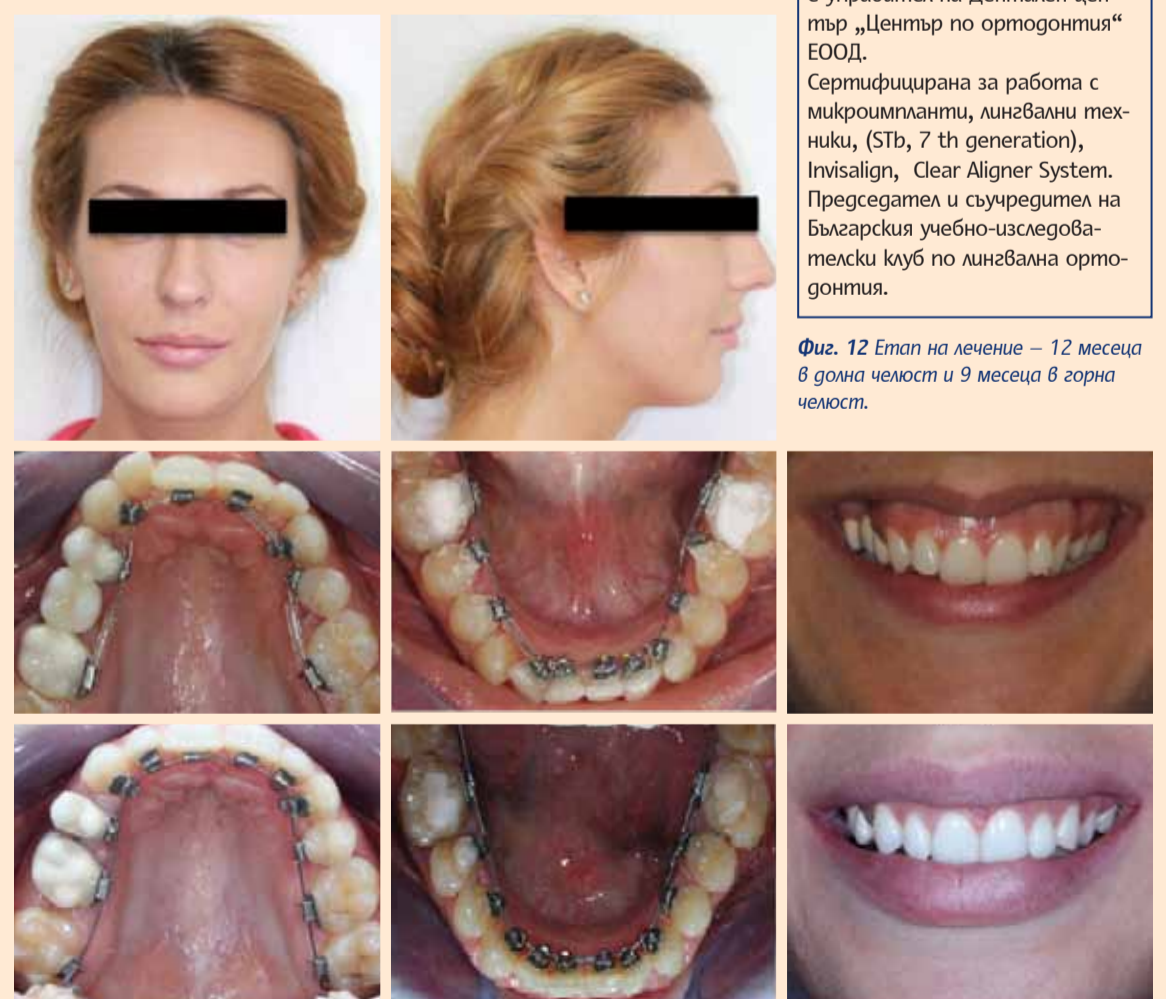 тър „Център по ортодонтия“
ЕООД.
Сертифицирана за работа с
микроимпланти, лингвални тех-
ники, (STb, 7 th generation),
Invisalign, Clear Aligner System.
Председател и съучредител на
Българския учебно-изследова-
телски клуб по лингвална орто-
донтия.
Фиг. 12 Етап на лечение – 12 месеца
в долна челюст и 9 месеца в горна
челюст.